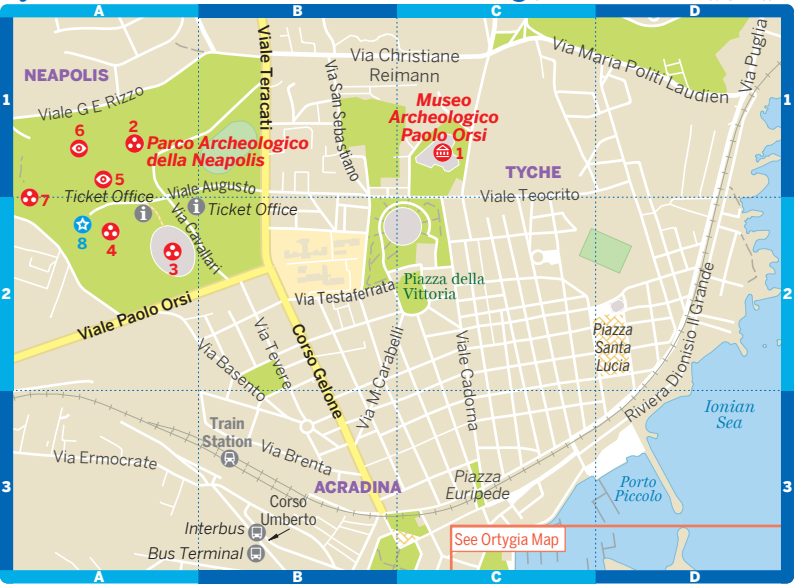 A
B
C
D
1
2
3
1
2
3
A
B
C
D
NEAPOLIS
Viale G E Rizzo
6
2
Parco Archeologico
della Neapolis
5
7
Ticket Office
Viale Augusto
Ticket Office
8
4
3
Via Cavallari
Viale Teracati
Via San Sebastiano
Via Christiane
Reimann
Museo
Archeologico
Paolo Orsi
1
TYCHE
Viale Teocrito
Via Maria Politi Laudien
Via Puglia
Viale Paolo Orsi
Via Testaferrata
Piazza della
Vittoria
Via Basento
Via Tevere
Corso Gelone
Via M Carabelli
Viale Cadorna
Piazza
Santa
Lucia
Riviera Dionisio Il Grande
Ionian
Sea
Train
Station
Via Ermocrate
Via Brenta
ACRADINA
Piazza
Euripede
Porto
Piccolo
Corso
Umberto
Interbus
Bus Terminal
See Ortygia Map